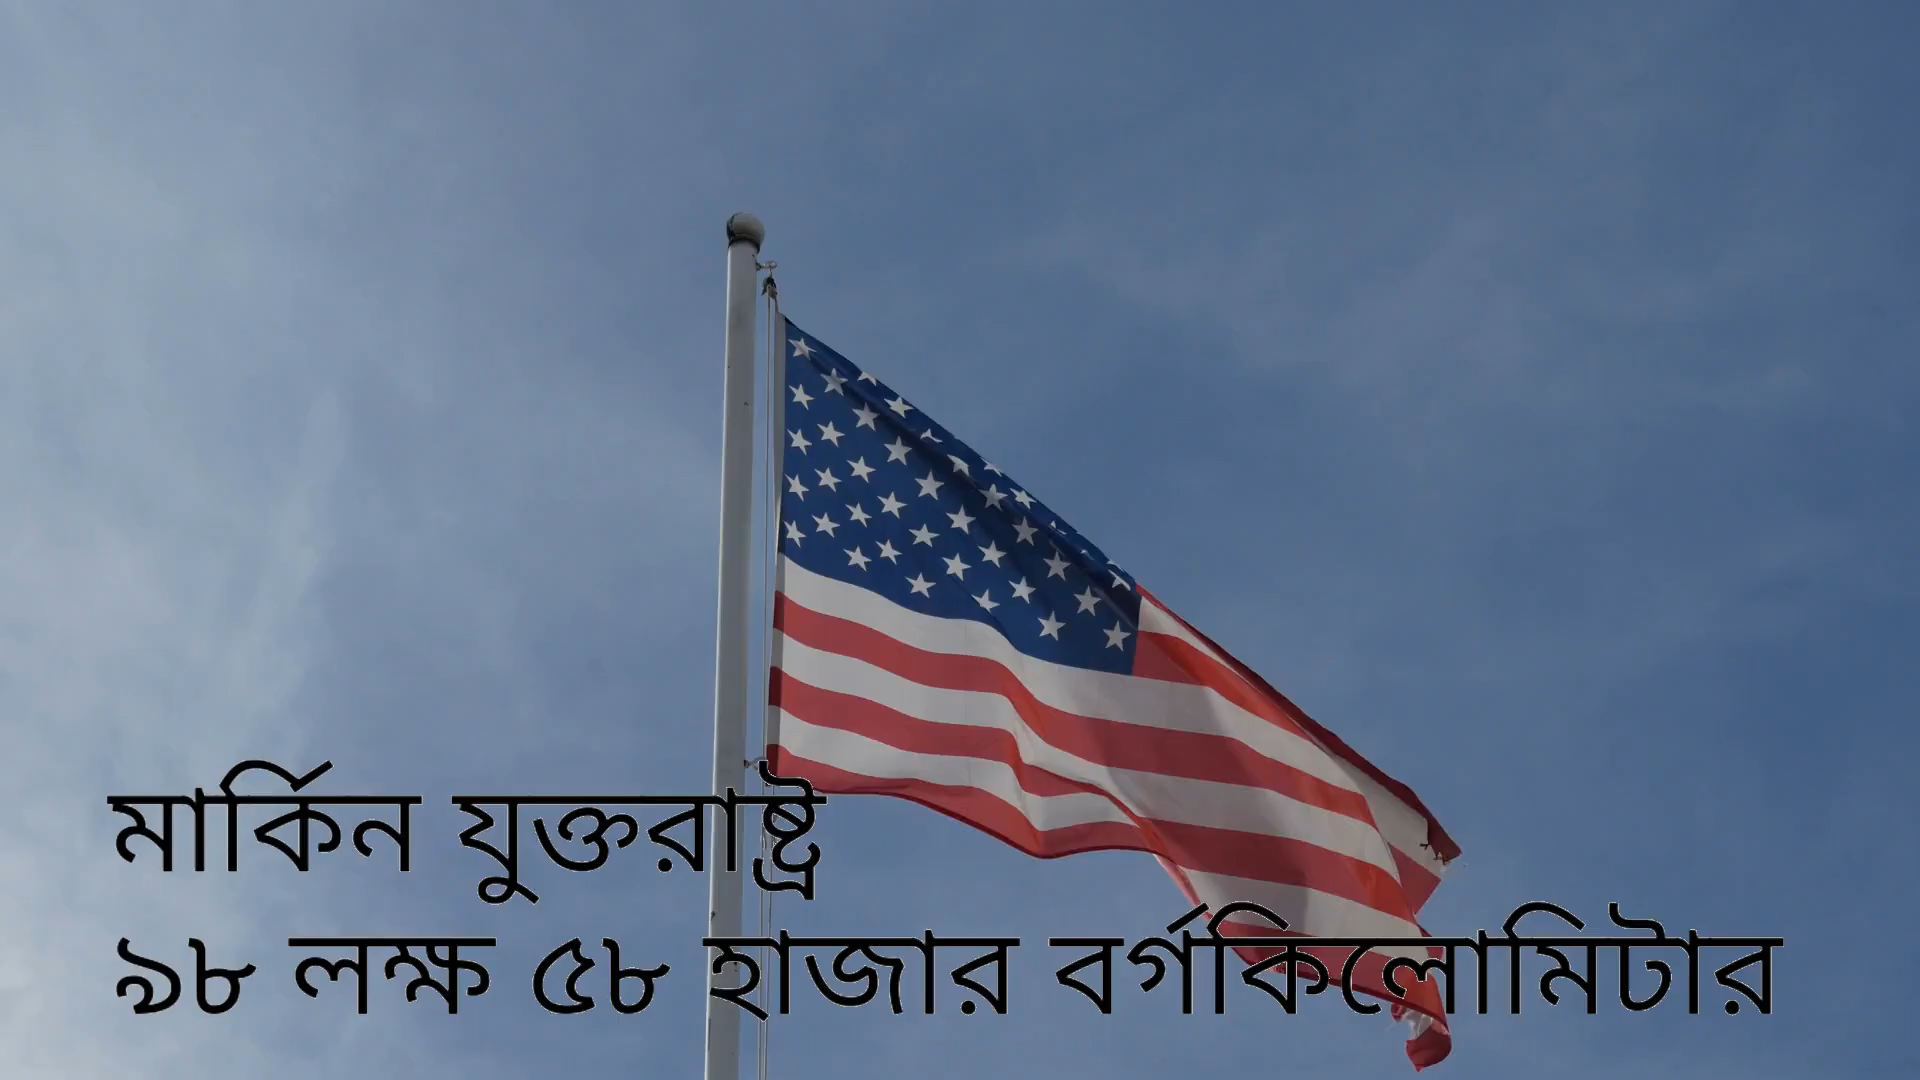 মার্কিন যুক্তরাষ্ট্র
৯৮ লক্ষ ৫৮ হাজার বর্গকিলোমিটার